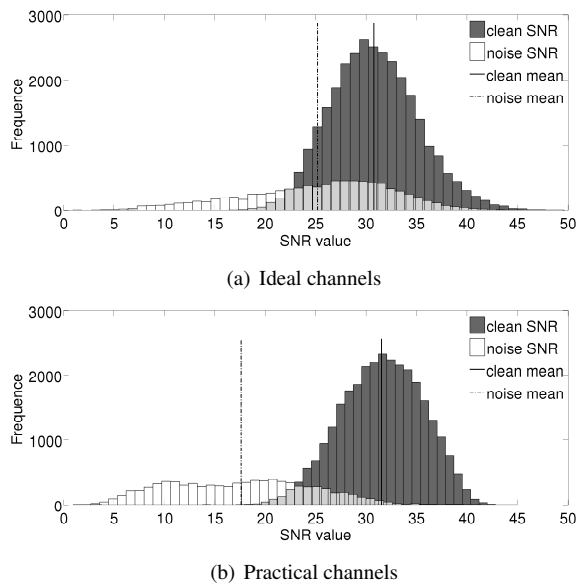 3000
2000
1000
0
Frequence
0 5 10 15 20 25 30 35 40 45 50
SNR value
clean SNR
noise SNR
clean mean
noise mean
(a) Ideal channels
3000
2000
1000
0
Frequence
0 5 10 15 20 25 30 35 40 45 50
SNR value
clean SNR
noise SNR
clean mean
noise mean
(b) Practical channels